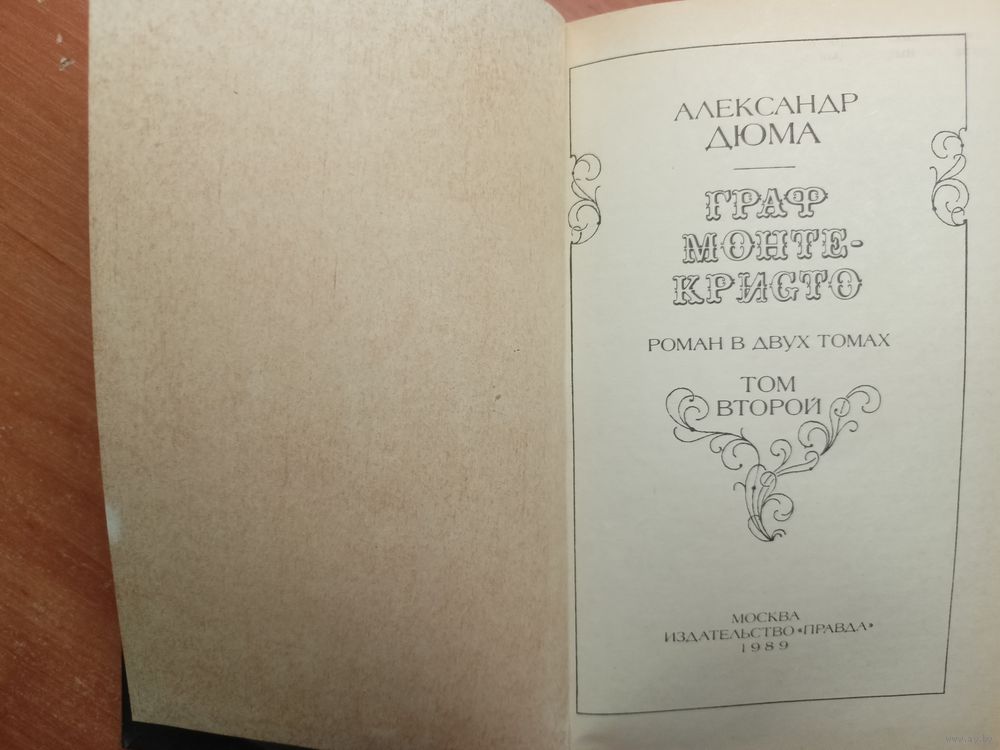 АЛЕКСАНДР
ДЮМА
ГРАФ
МОНТЕ-
КРИСТО
РОМАН В ДВУХ ТОМАХ
ТОМ
ВТОРОЙ
МОСКВА
ИЗДАТЕЛЬСТВО «ПРАВДА»
1989